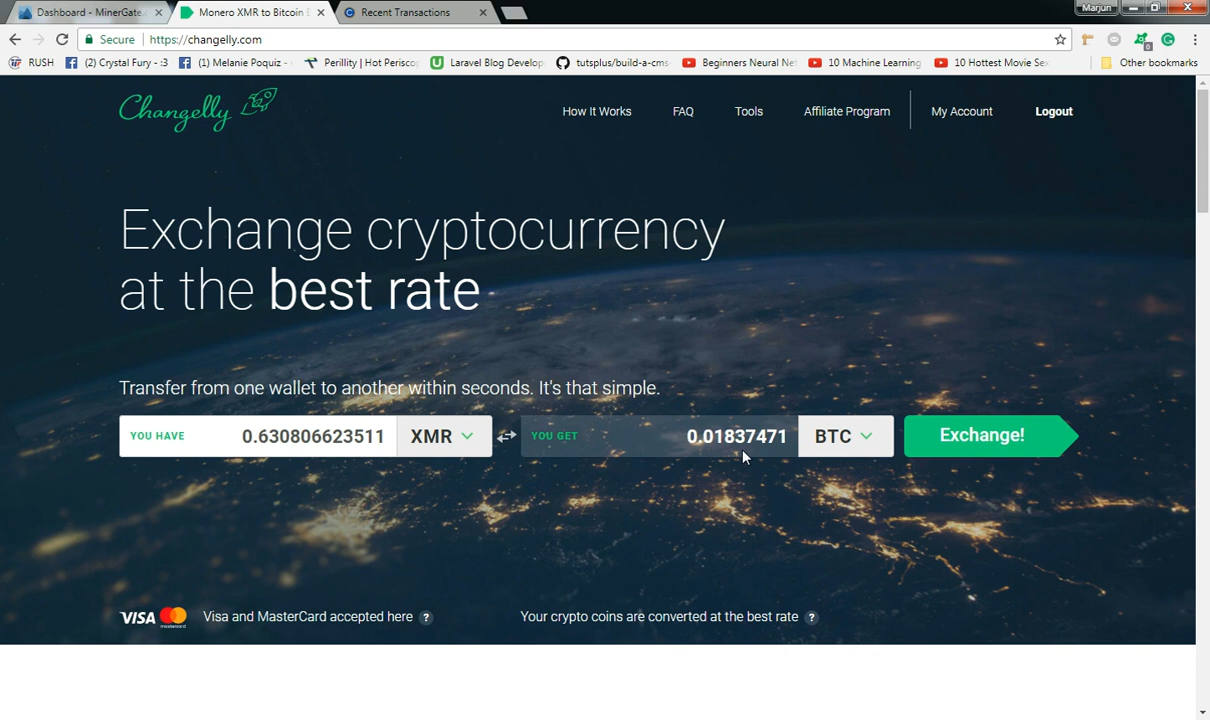 Dashboard - MinerGate.c
Monero XMR to Bitcoin E
Recent Transactions
Marjun
Secure
https://changelly.com
RUSH
(2) Crystal Fury - :3
(1) Melanie Poquiz -
Perillity | Hot Perisco
Laravel Blog Develop
tutsplus/build-a-cms
Beginners Neural Ne
10 Machine Learning
10 Hottest Movie Sex
Other bookmarks
Changelly
How It Works
FAQ
Tools
Affiliate Program
My Account
Logout
Exchange cryptocurrency
at the best rate
Transfer from one wallet to another within seconds. It's that simple.
YOU HAVE
0.630806623511
XMR
YOU GET
0.01837471
BTC
Exchange!
VISA
mastercard
Visa and MasterCard accepted here ?
Your crypto coins are converted at the best rate ?